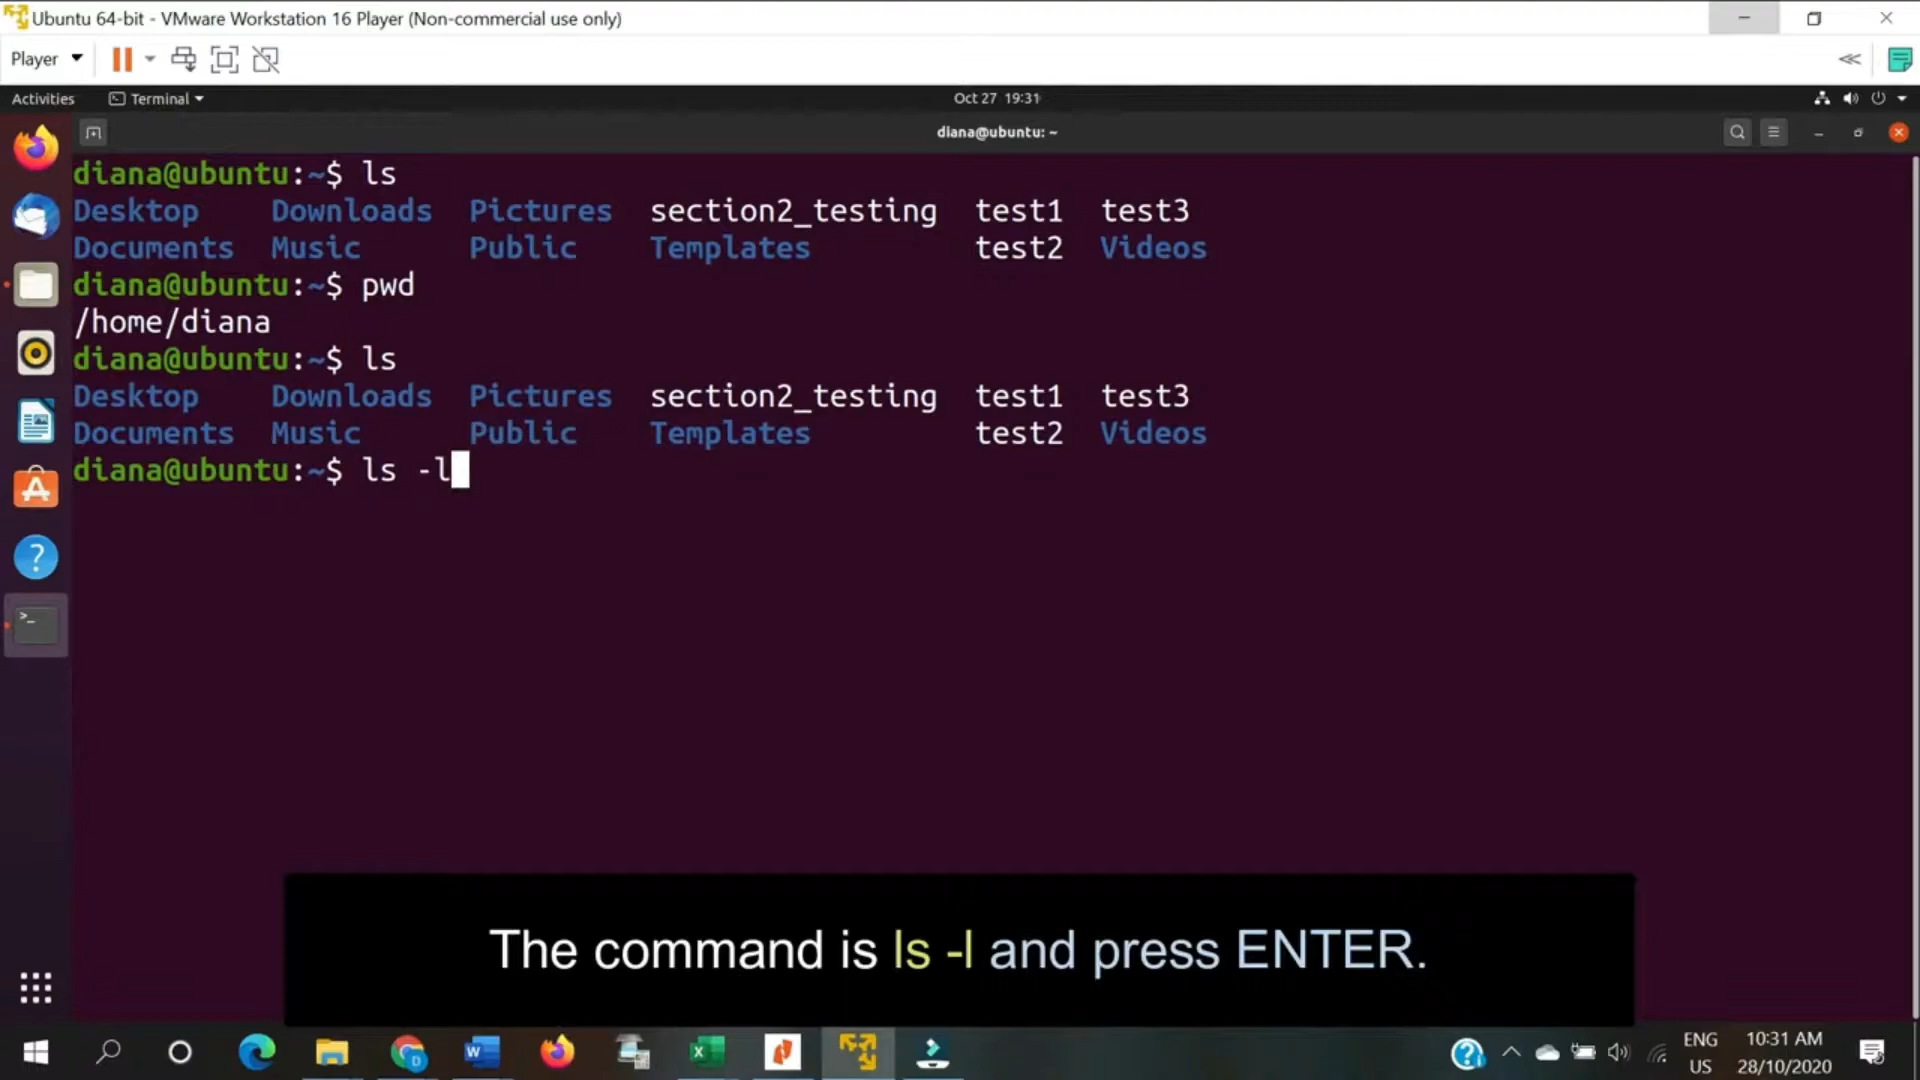 Ubuntu 64-bit - VMware Workstation 16 Player (Non-commercial use only)
Player
Activities
Terminal
Oct 27 19:31
diana@ubuntu: ~
diana@ubuntu:~$ ls
Desktop Downloads Pictures section2_testing test1 test3
Documents Music Public Templates test2 Videos
diana@ubuntu:~$ pwd
/home/diana
diana@ubuntu:~$ ls
Desktop Downloads Pictures section2_testing test1 test3
Documents Music Public Templates test2 Videos
diana@ubuntu:~$ ls -l
The command is ls -l and press ENTER.
ENG
US
10:31 AM
28/10/2020